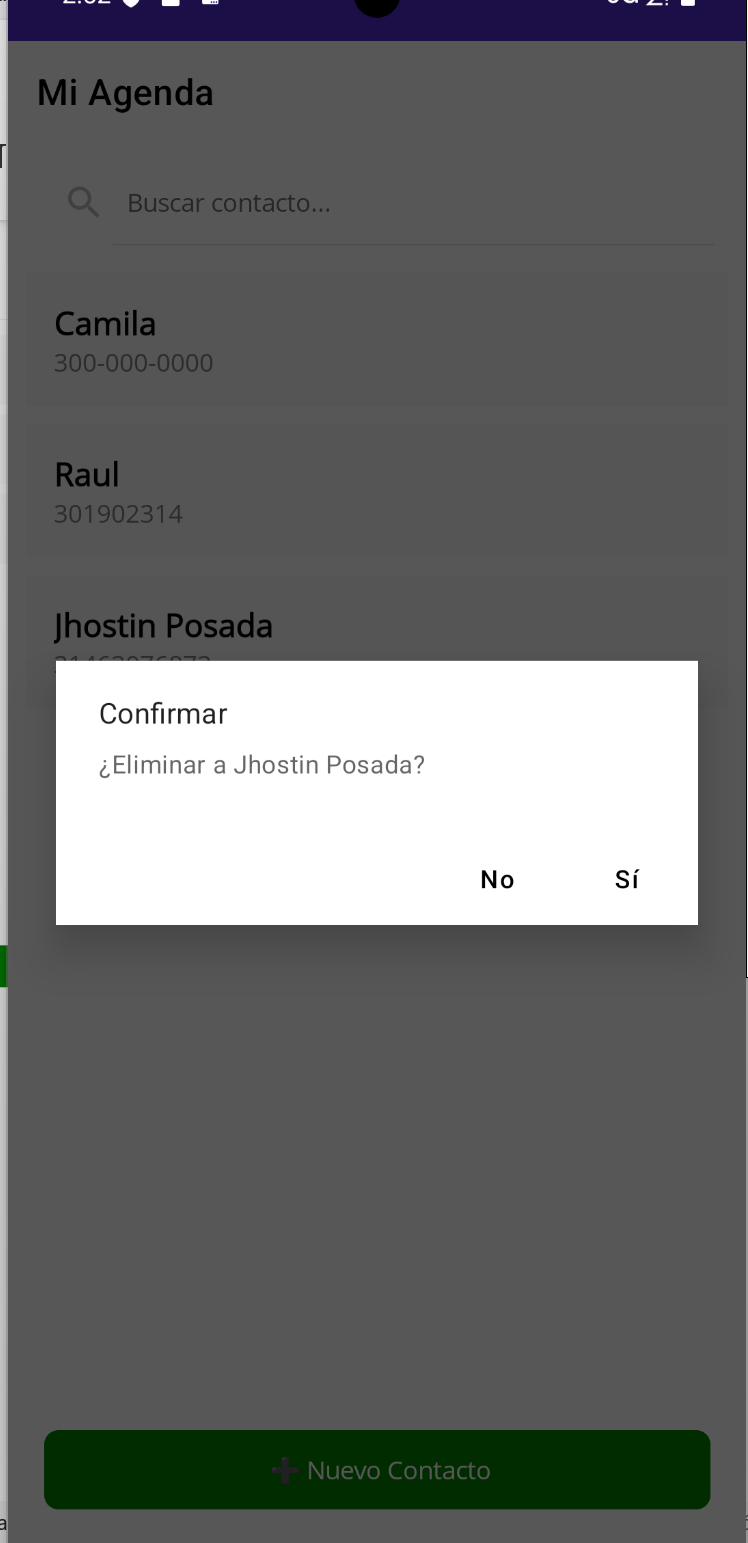 Mi Agenda
Buscar contacto...
Camila
300-000-0000
Raul
301902314
Jhostin Posada
Confirmar
¿Eliminar a Jhostin Posada?
No Sí
➕ Nuevo Contacto